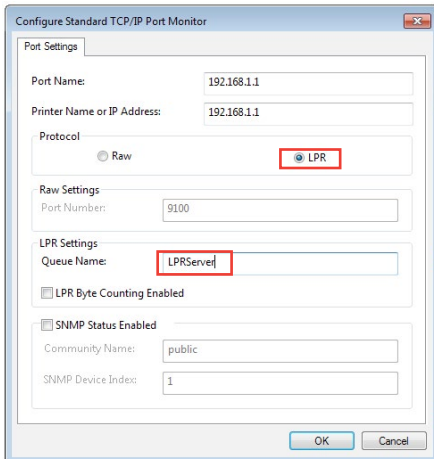 Configure Standard TCP/IP Port Monitor
Port Settings
Port Name: 192.168.1.1
Printer Name or IP Address: 192.168.1.1
Protocol
Raw LPR
Raw Settings
Port Number: 9100
LPR Settings
Queue Name: LPRServer
LPR Byte Counting Enabled
SNMP Status Enabled
Community Name: public
SNMP Device Index: 1
OK Cancel